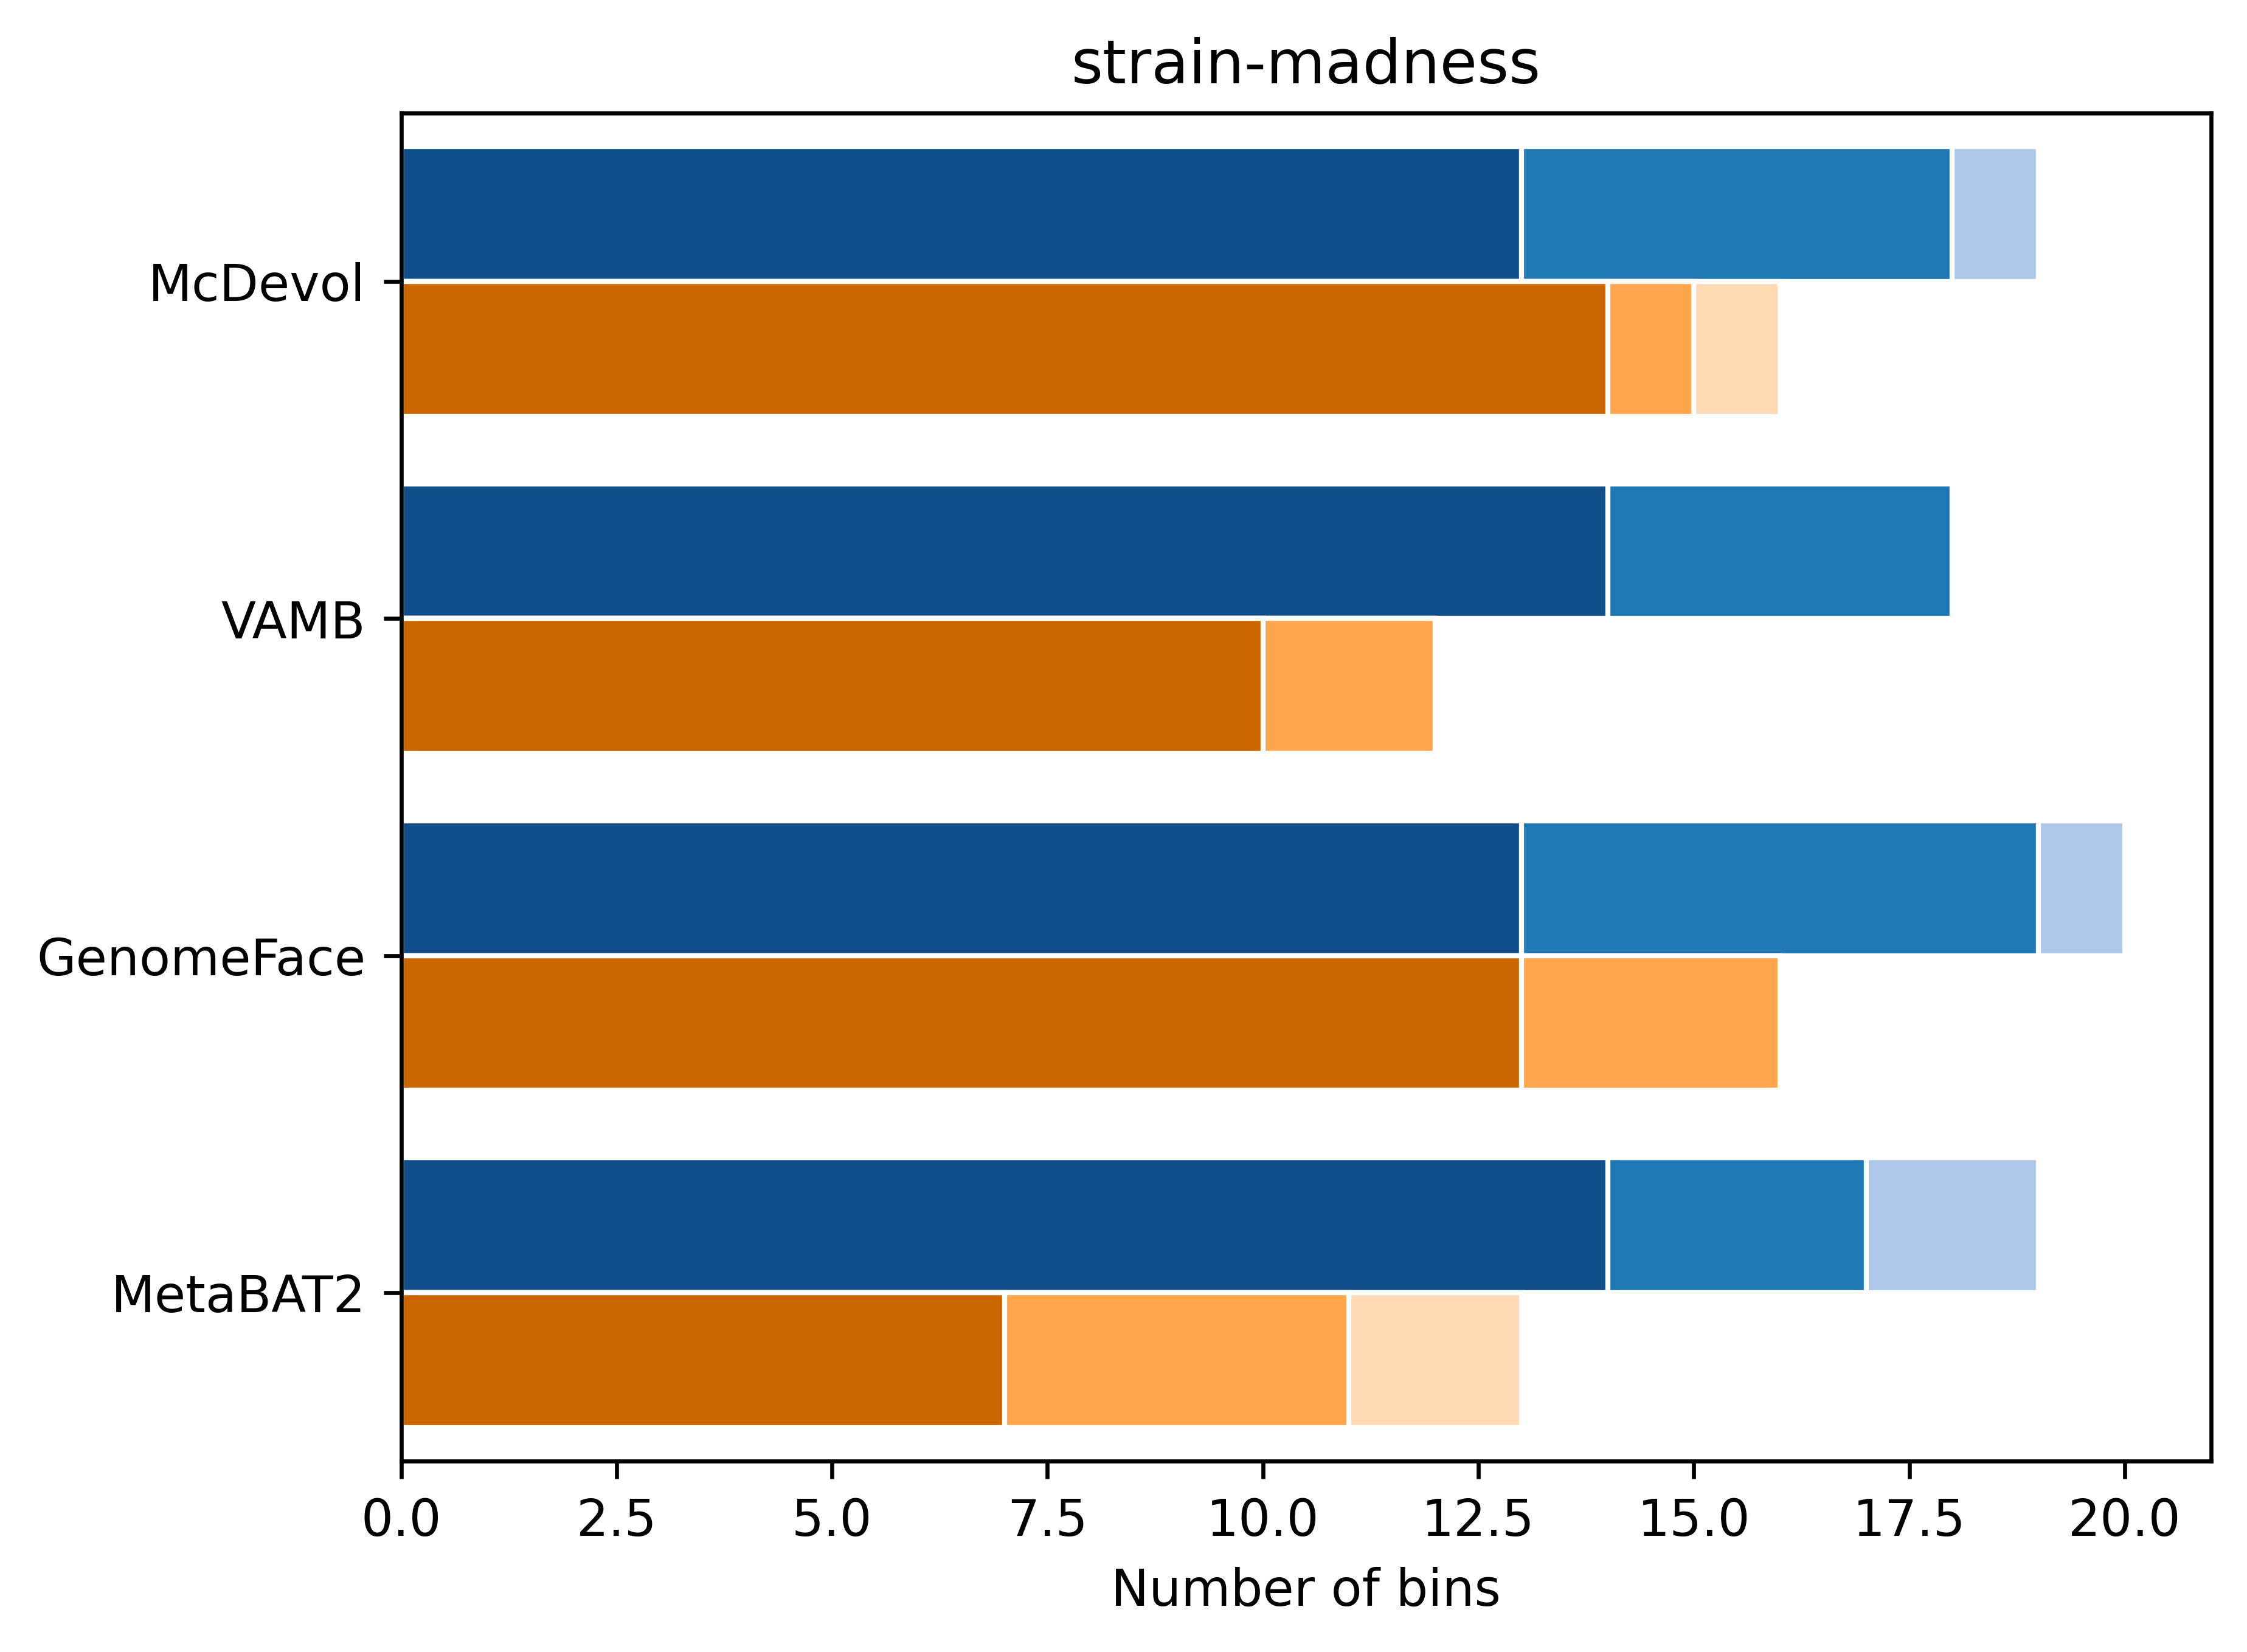 strain-madness
McDevol
VAMB
GenomeFace
MetaBAT2
0.0 2.5 5.0 7.5 10.0 12.5 15.0 17.5 20.0
Number of bins